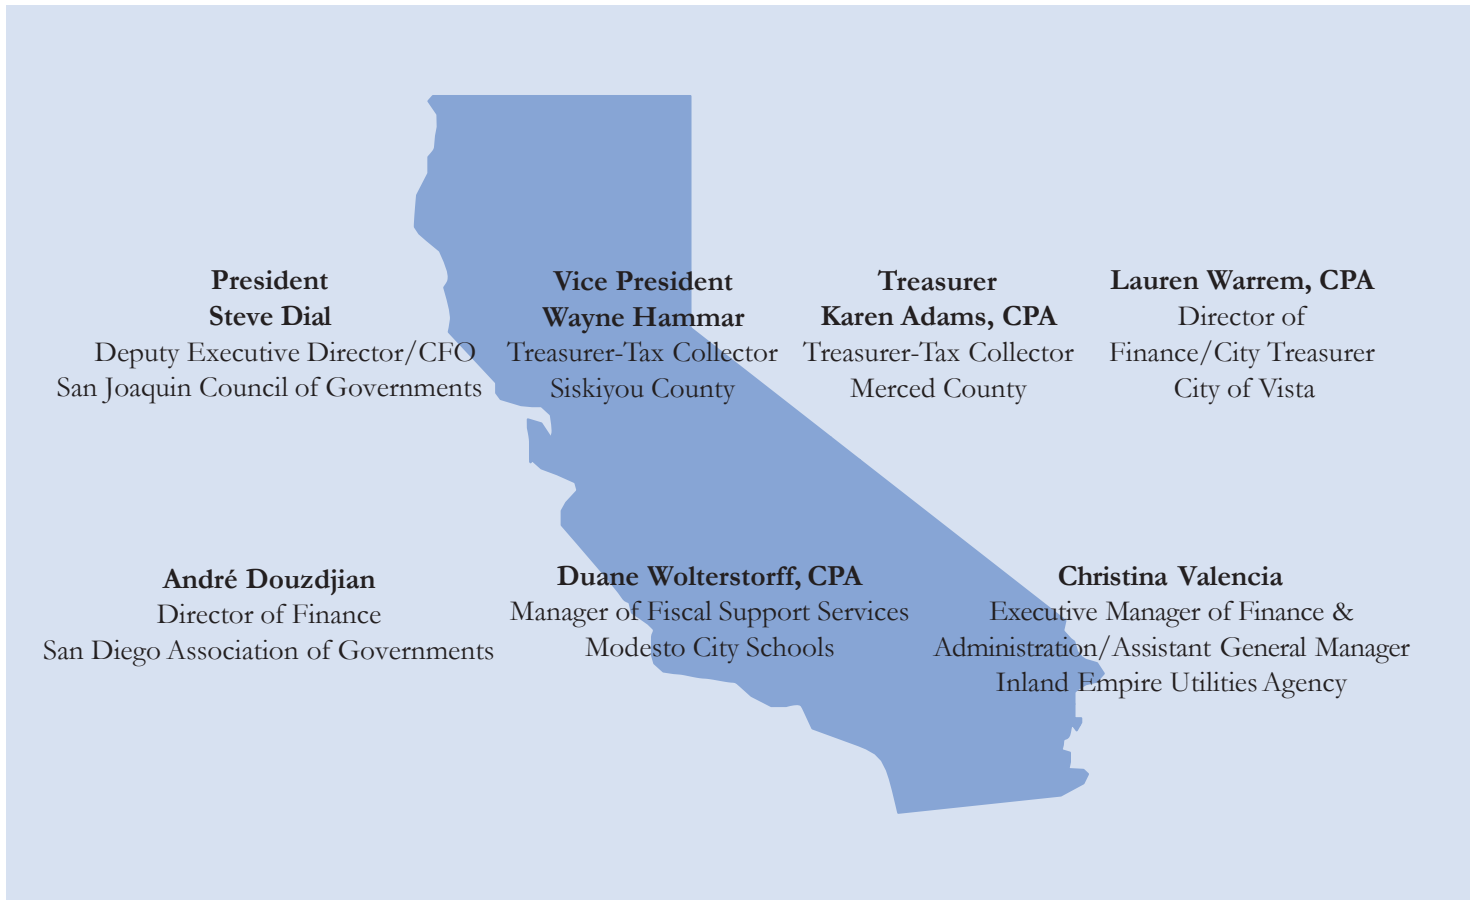 President
Steve Dial
Deputy Executive Director/CFO
San Joaquin Council of Governments
Vice President
Wayne Hammar
Treasurer-Tax Collector
Siskiyou County
Treasurer
Karen Adams, CPA
Treasurer-Tax Collector
Merced County
Lauren Warrem, CPA
Director of
Finance/City Treasurer
City of Vista
André Douzdjian
Director of Finance
San Diego Association of Governments
Duane Wolterstorff, CPA
Manager of Fiscal Support Services
Modesto City Schools
Christina Valencia
Executive Manager of Finance &
Administration/Assistant General Manager
Inland Empire Utilities Agency